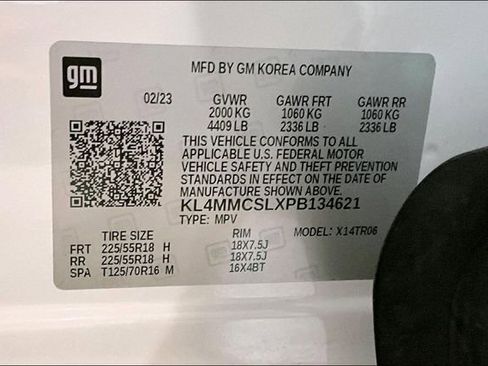 gm
MFD BY GM KOREA COMPANY
02/23 GVWR GAWR FRT GAWR RR
2000 KG 1060 KG 1060 KG
4409 LB 2336 LB 2336 LB
THIS VEHICLE CONFORMS TO ALL
APPLICABLE U.S. FEDERAL MOTOR
VEHICLE SAFETY AND THEFT PREVENTION
STANDARDS IN EFFECT ON THE DATE OF
MANUFACTURE SHOWN ABOVE.
KL4MMCSLXPB134621
TYPE: MPV
TIRE SIZE RIM MODEL: X14TR06
FRT 225/55R18 H 18X7.5J
RR 225/55R18 H 18X7.5J
SPA T125/70R16 M 16X4BT